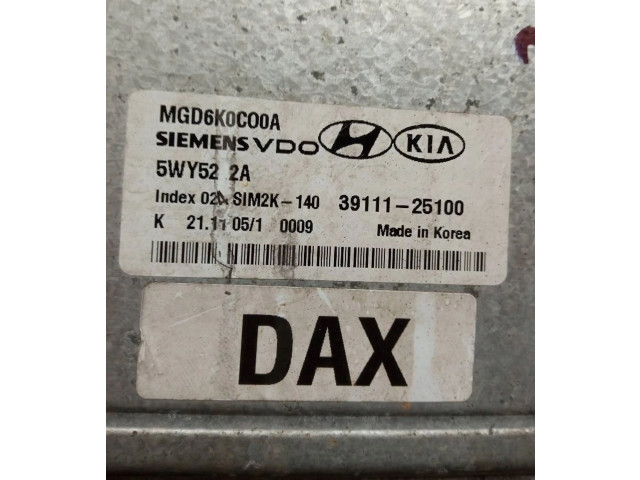 MGD6K0C00A
SIEMENS VDO KIA
5WY52 2A
Index SIM2K-140 39111-25100
K 21.11 05/1 0009 Made in Korea
DAX